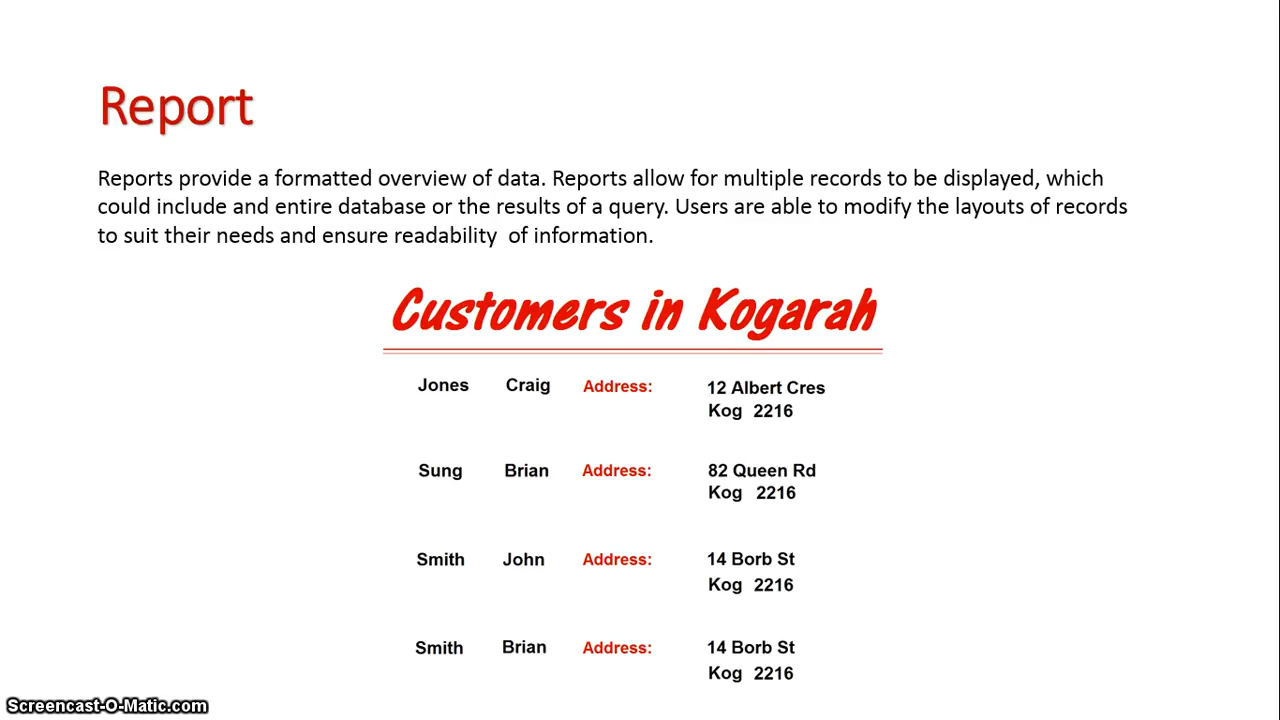 Report
Reports provide a formatted overview of data. Reports allow for multiple records to be displayed, which
could include and entire database or the results of a query. Users are able to modify the layouts of records
to suit their needs and ensure readability  of information.
Customers in Kogarah
Jones Craig Address: 12 Albert Cres
Kog 2216
Sung Brian Address: 82 Queen Rd
Kog 2216
Smith John Address: 14 Borb St
Kog 2216
Smith Brian Address: 14 Borb St
Kog 2216
Screencast-O-Matic.com